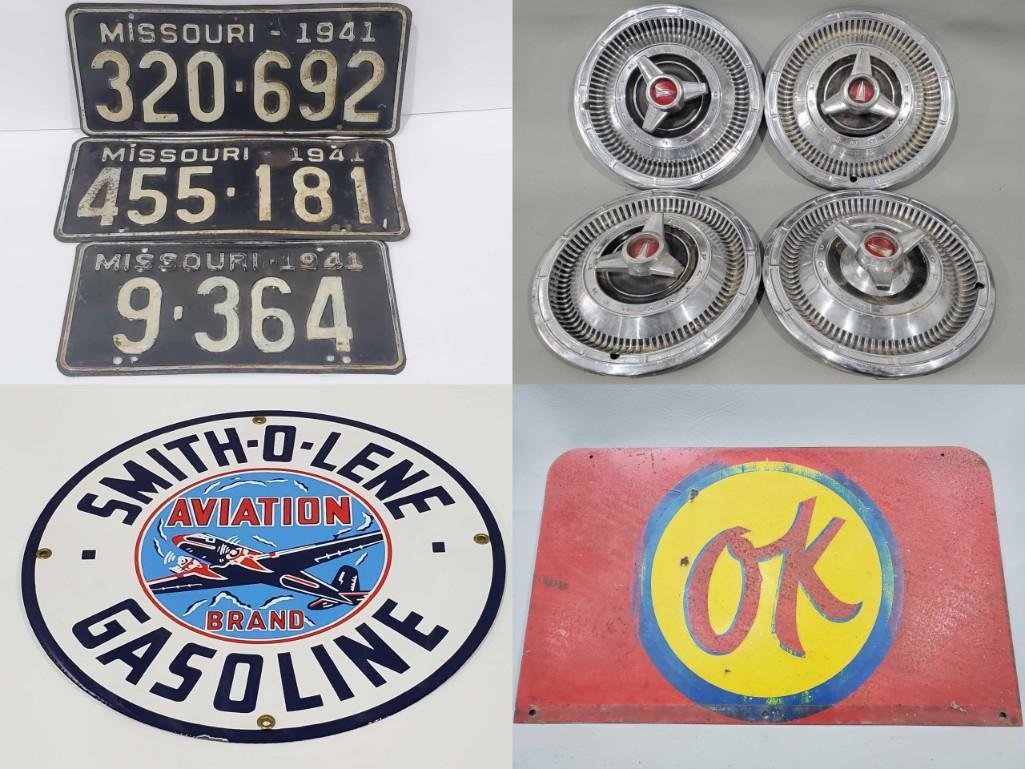 MISSOURI - 1941
320·692
MISSOURI 1941
455·181
MISSOURI - 1941
9·364
SMITH-O-LENE
AVIATION
BRAND
GASOLINE
OK